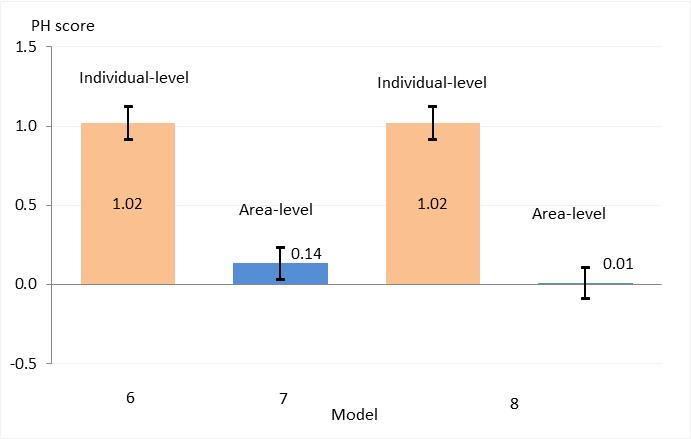 PH score
1.5
Individual-level
Individual-level
1.0
1.02
1.02
0.5
Area-level
Area-level
0.14
0.01
0.0
-0.5
6
7
8
Model